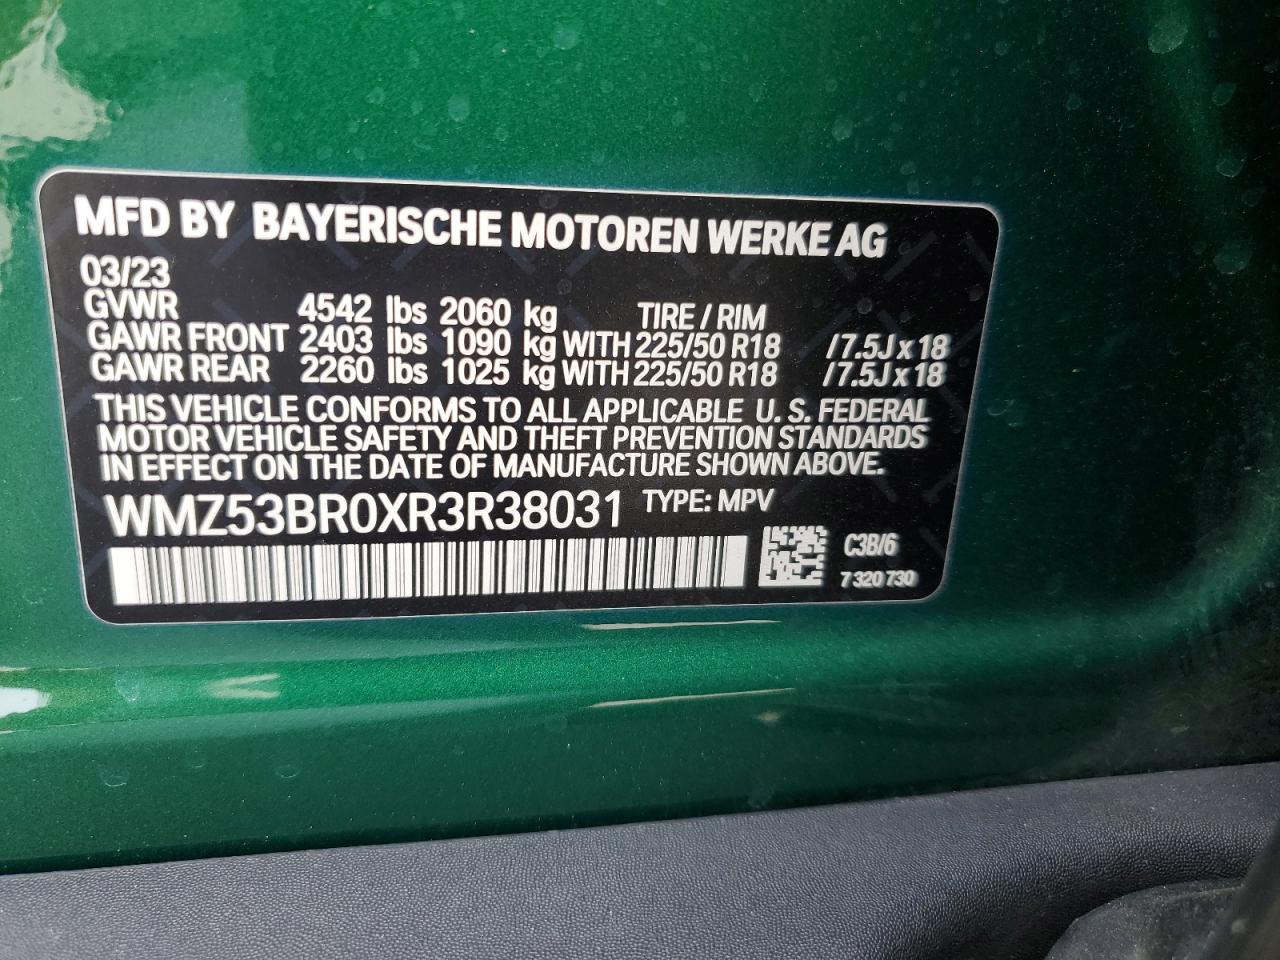 MFD BY BAYERISCHE MOTOREN WERKE AG
03/23
GVWR 4542 lbs 2060 kg TIRE / RIM
GAWR FRONT 2403 lbs 1090 kg WITH 225/50 R18 /7.5J x 18
GAWR REAR 2260 lbs 1025 kg WITH 225/50 R18 /7.5J x 18
THIS VEHICLE CONFORMS TO ALL APPLICABLE U. S. FEDERAL
MOTOR VEHICLE SAFETY AND THEFT PREVENTION STANDARDS
IN EFFECT ON THE DATE OF MANUFACTURE SHOWN ABOVE.
WMZ53BR0XR3R38031 TYPE: MPV
C3B/6
7 320 730